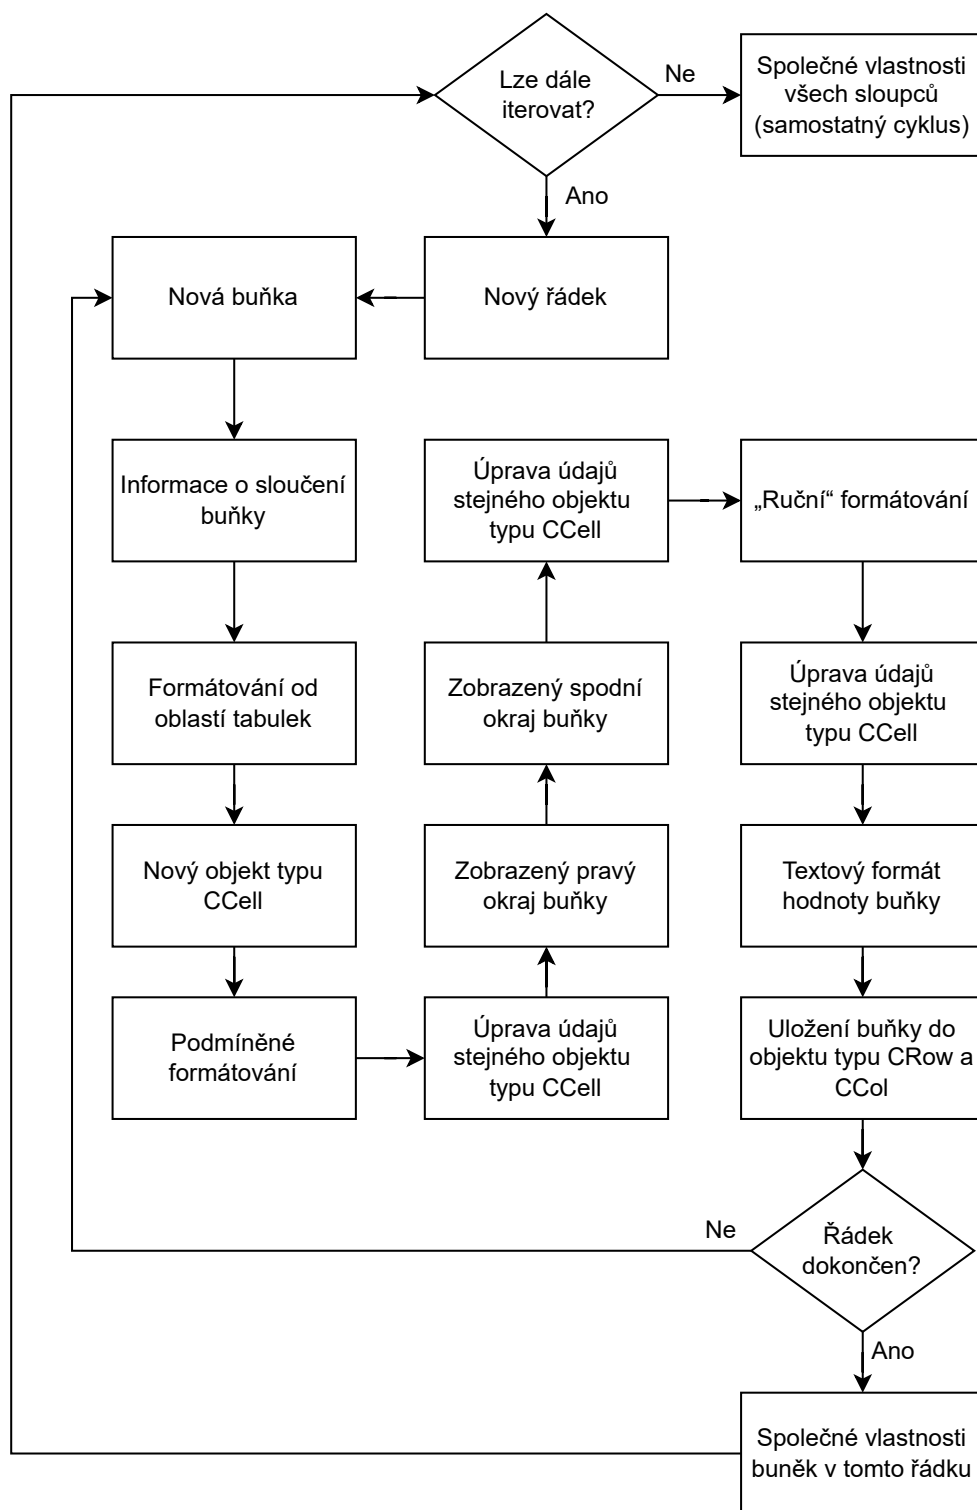 Lze dále
iterovat?
Ne
Společné vlastnosti
všech sloupců
(samostatný cyklus)
Ano
Nová buňka
Nový řádek
Informace o sloučení
buňky
Úprava údajů
stejného objektu
typu CCell
„Ruční“ formátování
Formátování od
oblastí tabulek
Zobrazený spodní
okraj buňky
Úprava údajů
stejného objektu
typu CCell
Nový objekt typu
CCell
Zobrazený pravý
okraj buňky
Textový formát
hodnoty buňky
Podmíněné
formátování
Úprava údajů
stejného objektu
typu CCell
Uložení buňky do
objektu typu CRow a
CCol
Ne
Řádek
dokončen?
Ano
Společné vlastnosti
buněk v tomto řádku